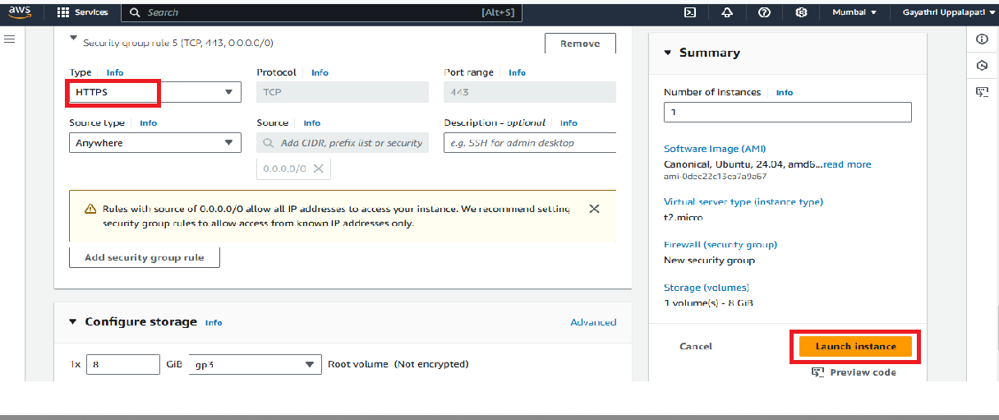 aws Services Search [Alt+S] Mumbai Gayathri Uppalapati
Security group rule 5 (TCP, 443, 0.0.0.0/0) Remove
Type Info Protocol Info Port range Info
HTTPS TCP 443
Source type Info Source Info Description - optional Info
Anywhere Add CIDR, prefix list or security e.g. SSH for admin desktop
0.0.0.0/0
Rules with source of 0.0.0.0/0 allow all IP addresses to access your instance. We recommend setting
security group rules to allow access from known IP addresses only.
Add security group rule
Configure storage Info Advanced
1x 8 GiB gp3 Root volume (Not encrypted)
Summary
Number of instances Info
1
Software Image (AMI)
Canonical, Ubuntu, 24.04, amd6...read more
ami-0dee22c13ea7a9a67
Virtual server type (instance type)
t2.micro
Firewall (security group)
New security group
Storage (volumes)
1 volume(s) - 8 GiB
Cancel Launch instance
Preview code